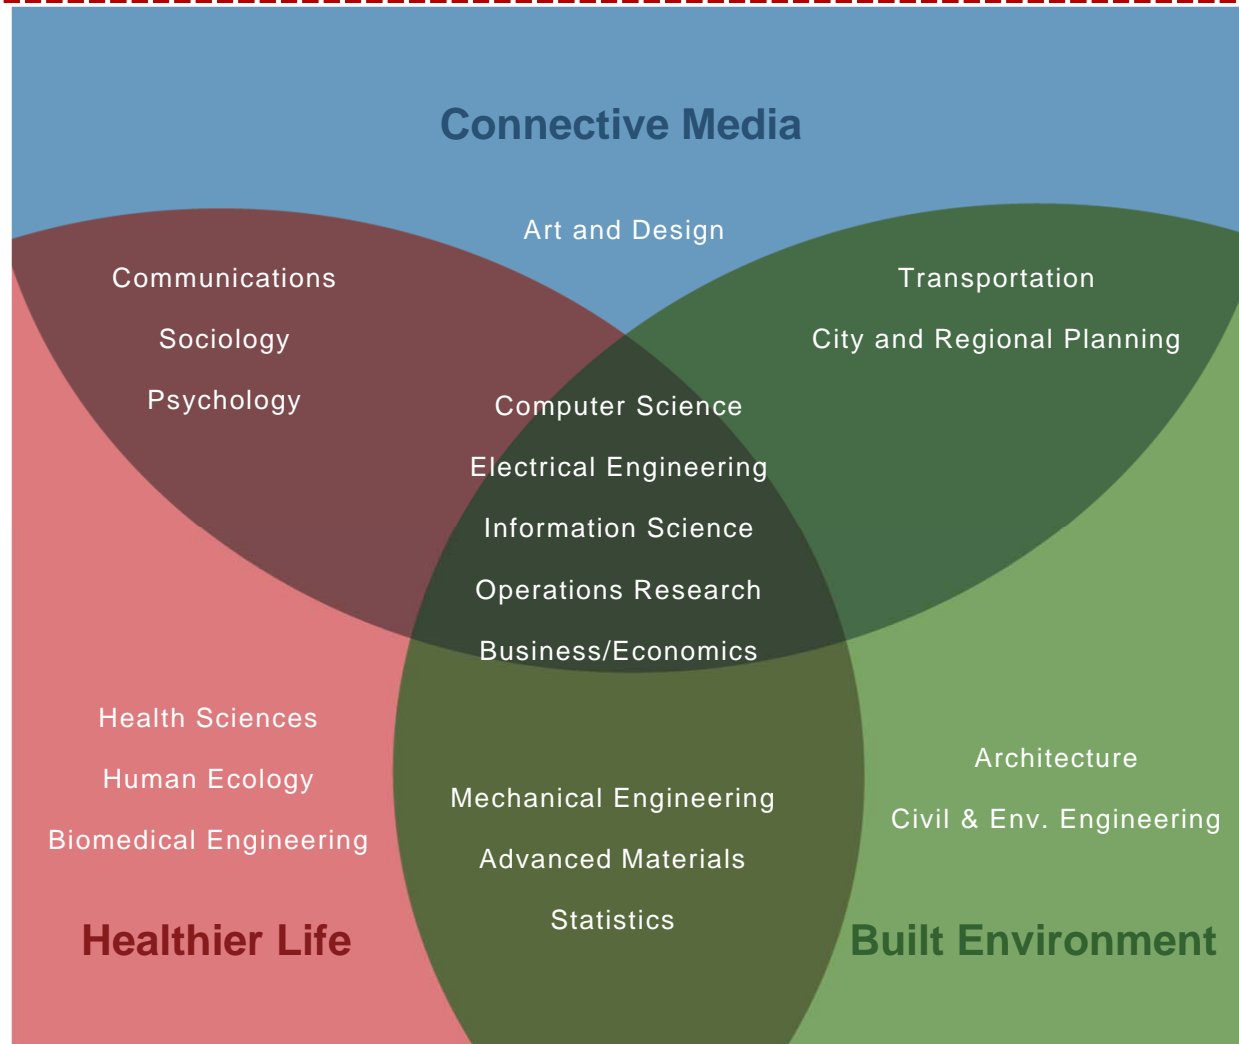 Connective Media
Art and Design
Communications
Sociology
Psychology
Transportation
City and Regional Planning
Computer Science
Electrical Engineering
Information Science
Operations Research
Business/Economics
Health Sciences
Human Ecology
Biomedical Engineering
Mechanical Engineering
Advanced Materials
Statistics
Architecture
Civil & Env. Engineering
Healthier Life
Built Environment